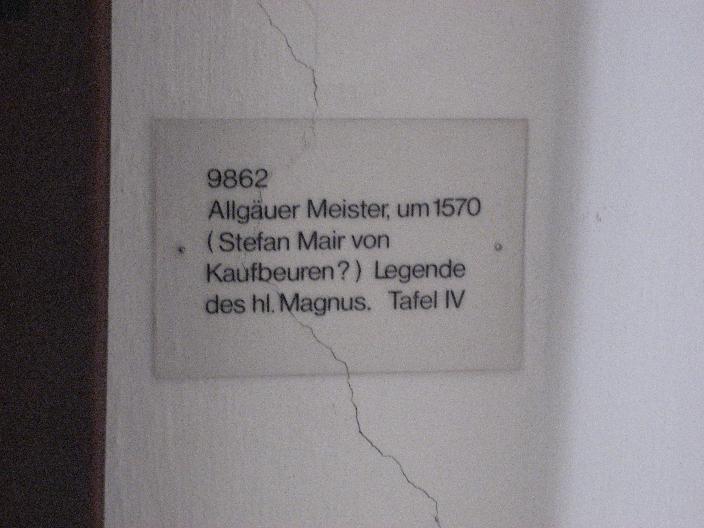 9862
Allgäuer Meister, um 1570
(Stefan Mair von
Kaufbeuren?) Legende
des hl. Magnus. Tafel IV